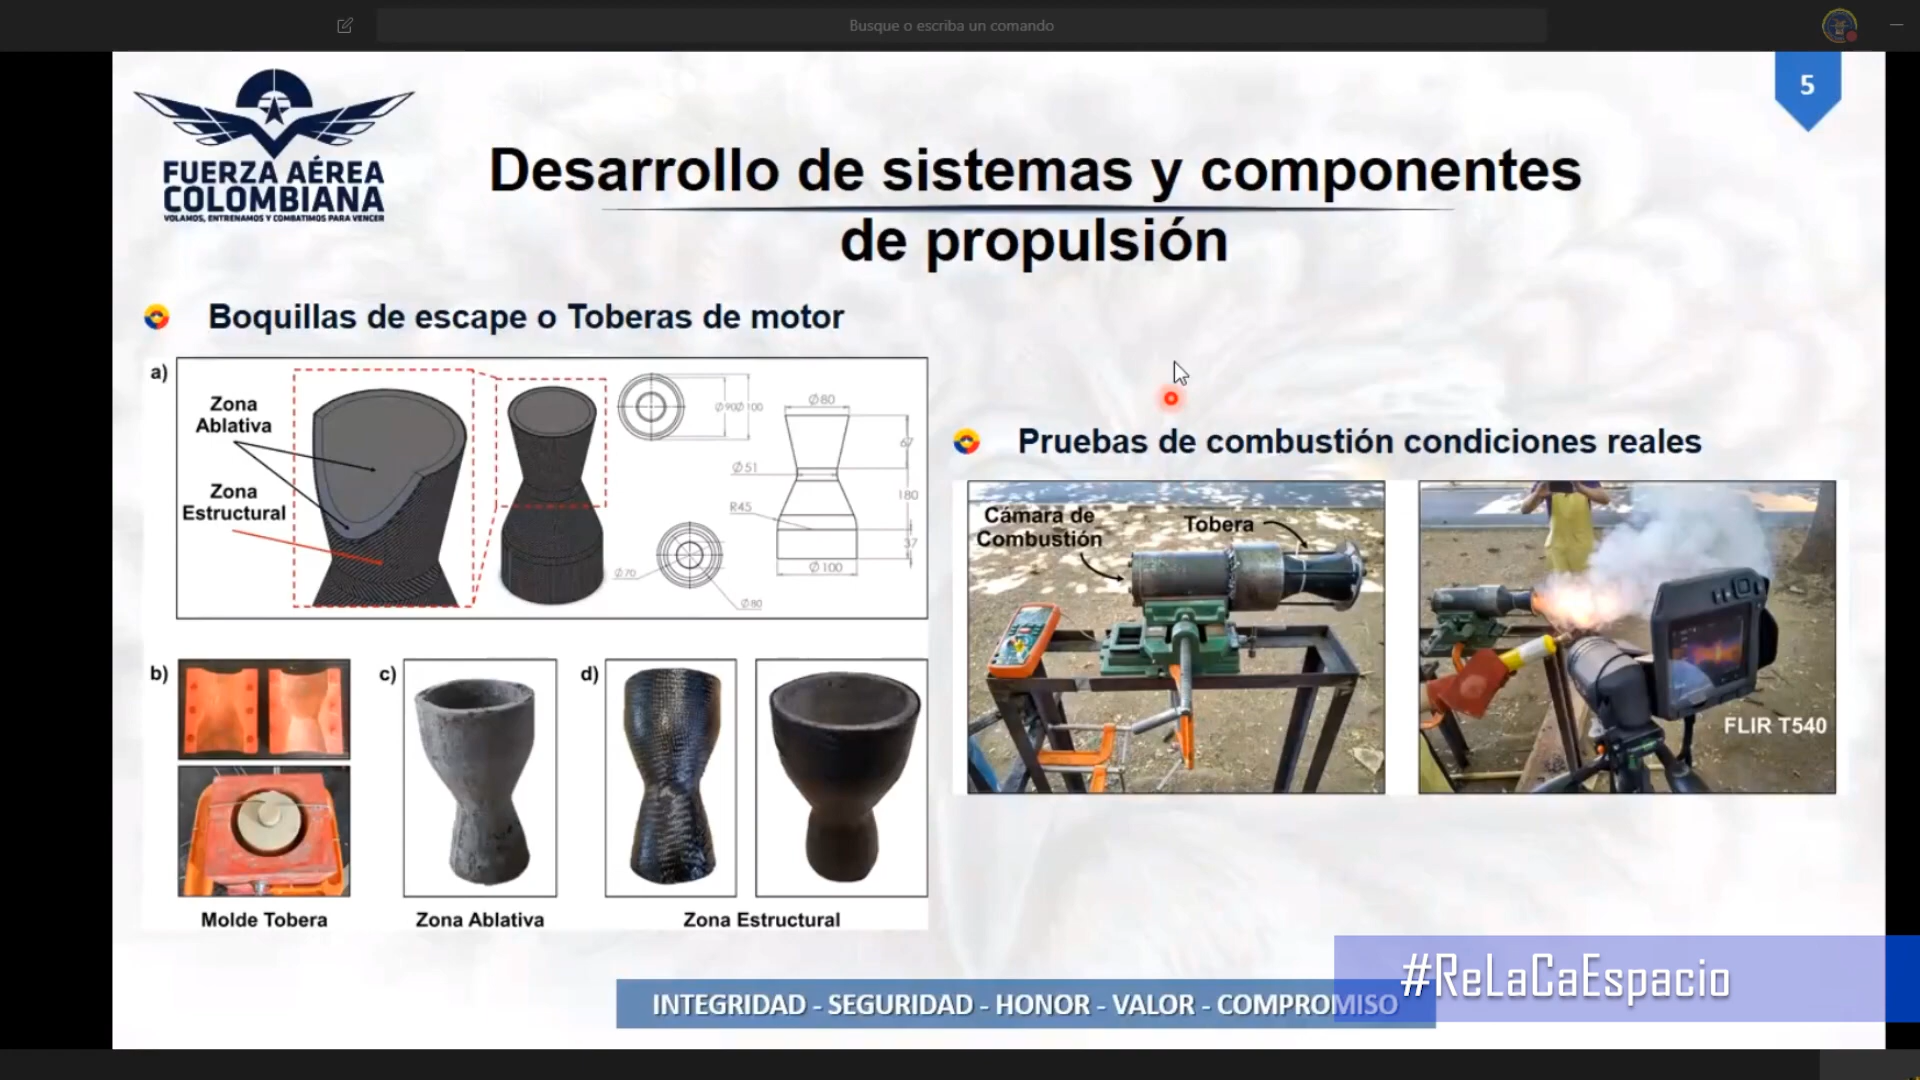 Busque o escriba un comando
5
FUERZA AÉREA
COLOMBIANA
VOLAMOS, ENTRENAMOS Y COMBATIMOS PARA VENCER
Desarrollo de sistemas y componentes
de propulsión
Boquillas de escape o Toberas de motor
a)
Zona
Ablativa
Zona
Estructural
Ø90
Ø100
Ø80
67
Ø51
180
R45
37
Ø100
Ø70
Ø80
b)
c)
d)
Molde Tobera
Zona Ablativa
Zona Estructural
Pruebas de combustión condiciones reales
Cámara de
Combustión
Tobera
FLIR T540
#ReLaCaEspacio
INTEGRIDAD - SEGURIDAD - HONOR - VALOR - COMPROMISO